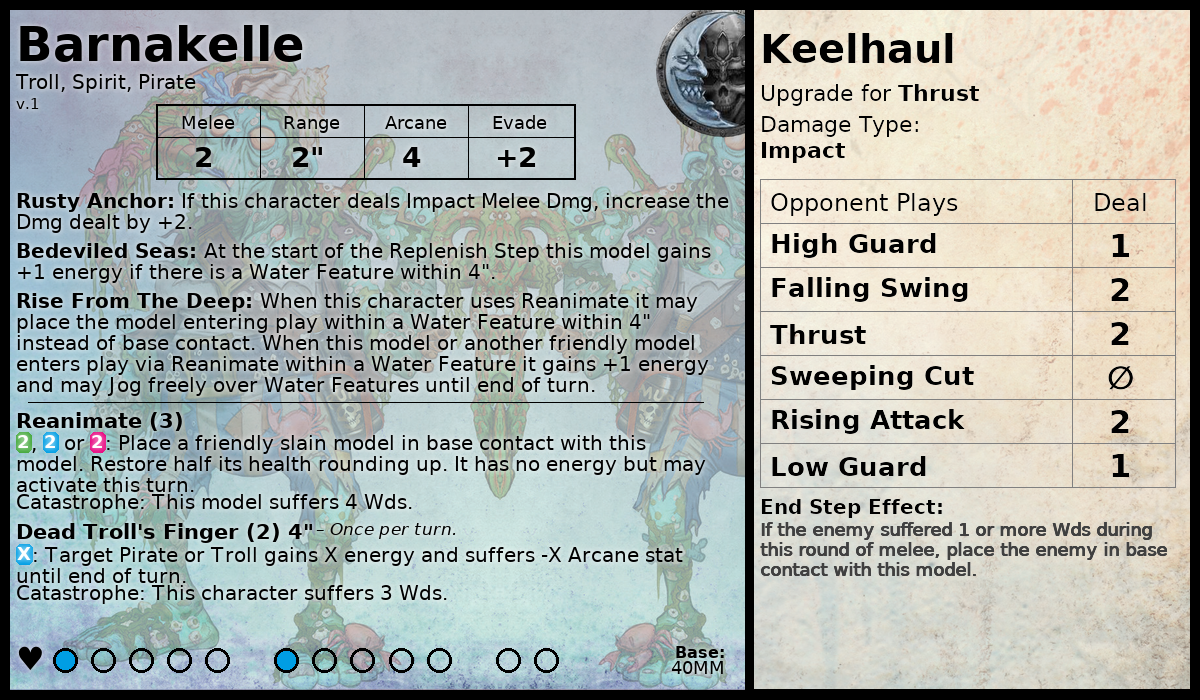 Barnakelle
Troll, Spirit, Pirate
v.1
Melee Range Arcane Evade
2 2" 4 +2
Rusty Anchor: If this character deals Impact Melee Dmg, increase the
Dmg dealt by +2.
Bedeviled Seas: At the start of the Replenish Step this model gains
+1 energy if there is a Water Feature within 4".
Rise From The Deep: When this character uses Reanimate it may
place the model entering play within a Water Feature within 4"
instead of base contact. When this model or another friendly model
enters play via Reanimate within a Water Feature it gains +1 energy
and may Jog freely over Water Features until end of turn.
Reanimate (3)
2, 2 or 2: Place a friendly slain model in base contact with this
model. Restore half its health rounding up. It has no energy but may
activate this turn.
Catastrophe: This model suffers 4 Wds.
Dead Troll's Finger (2) 4" – Once per turn.
X: Target Pirate or Troll gains X energy and suffers -X Arcane stat
until end of turn.
Catastrophe: This character suffers 3 Wds.
Base:
40MM
Keelhaul
Upgrade for Thrust
Damage Type:
Impact
Opponent Plays Deal
High Guard 1
Falling Swing 2
Thrust 2
Sweeping Cut ∅
Rising Attack 2
Low Guard 1
End Step Effect:
If the enemy suffered 1 or more Wds during
this round of melee, place the enemy in base
contact with this model.